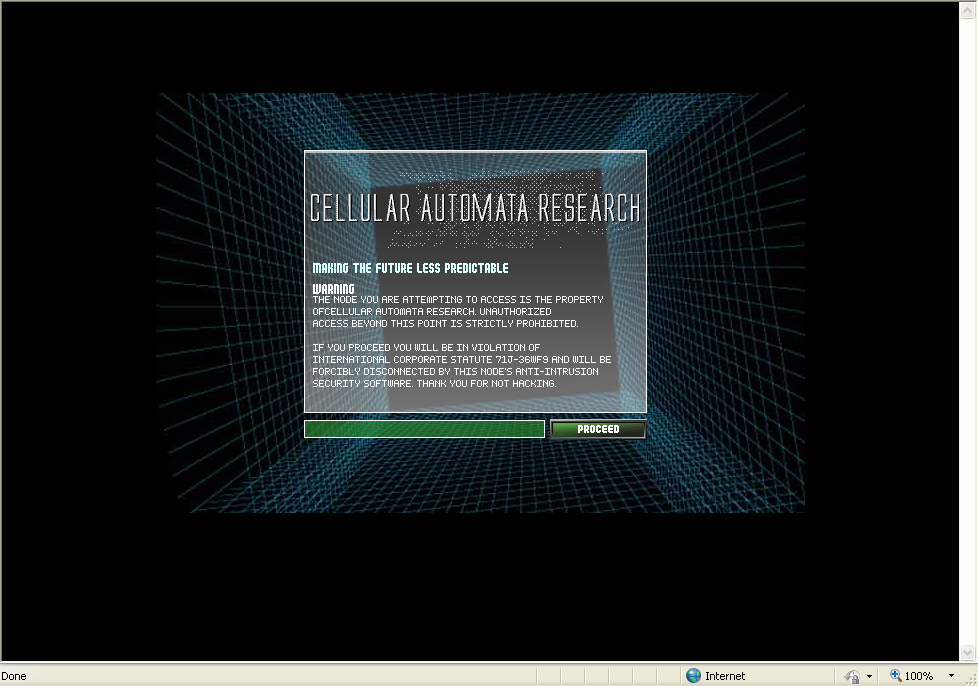 CELLULAR AUTOMATA RESEARCH
MAKING THE FUTURE LESS PREDICTABLE
WARNING
THE NODE YOU ARE ATTEMPTING TO ACCESS IS THE PROPERTY
OFCELLULAR AUTOMATA RESEARCH. UNAUTHORIZED
ACCESS BEYOND THIS POINT IS STRICTLY PROHIBITED.
IF YOU PROCEED YOU WILL BE IN VIOLATION OF
INTERNATIONAL CORPORATE STATUTE 71J-36WF9 AND WILL BE
FORCIBLY DISCONNECTED BY THIS NODE'S ANTI-INTRUSION
SECURITY SOFTWARE. THANK YOU FOR NOT HACKING.
PROCEED
Done
Internet
100%